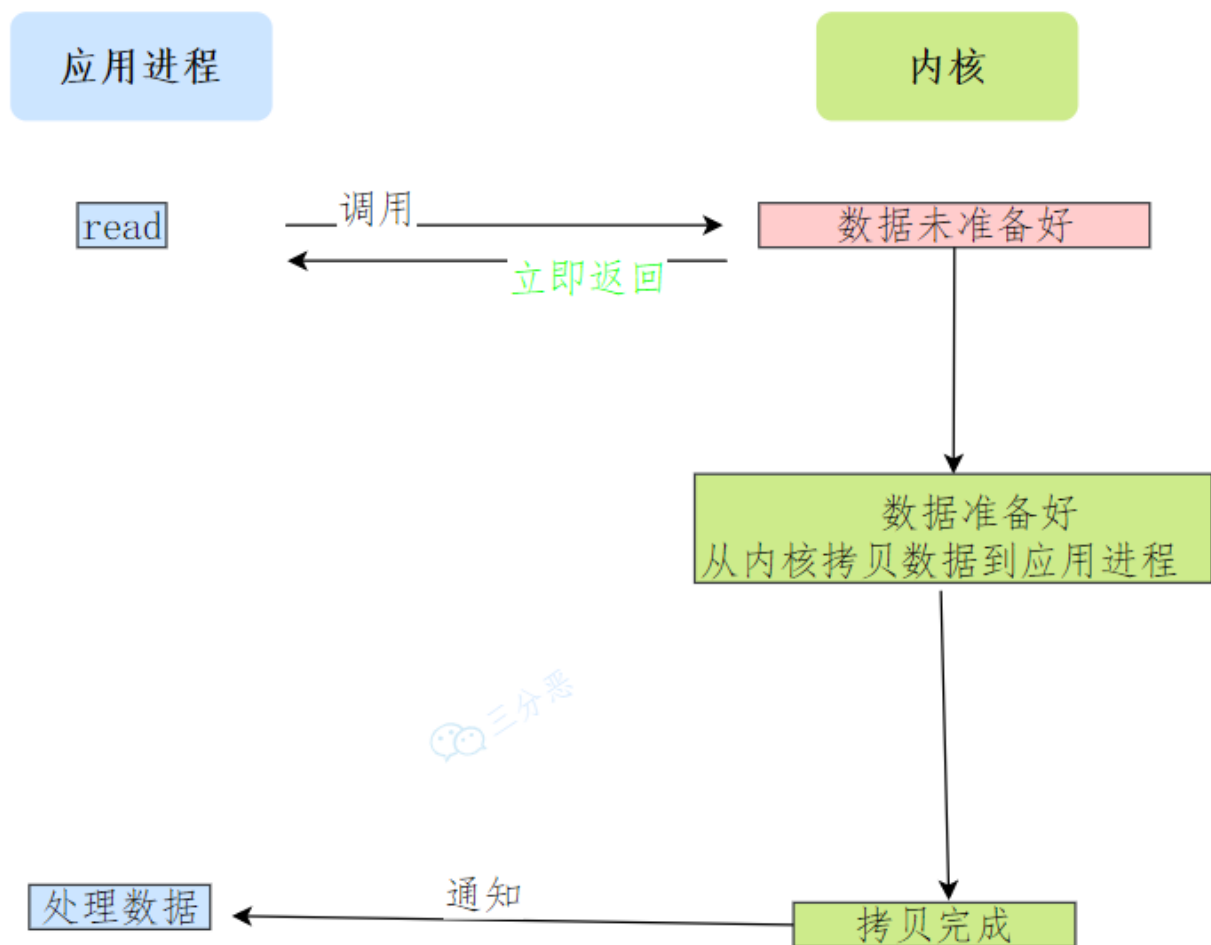 应用进程
内核
read
调用
数据未准备好
立即返回
数据准备好
从内核拷贝数据到应用进程
三分恶
处理数据
通知
拷贝完成